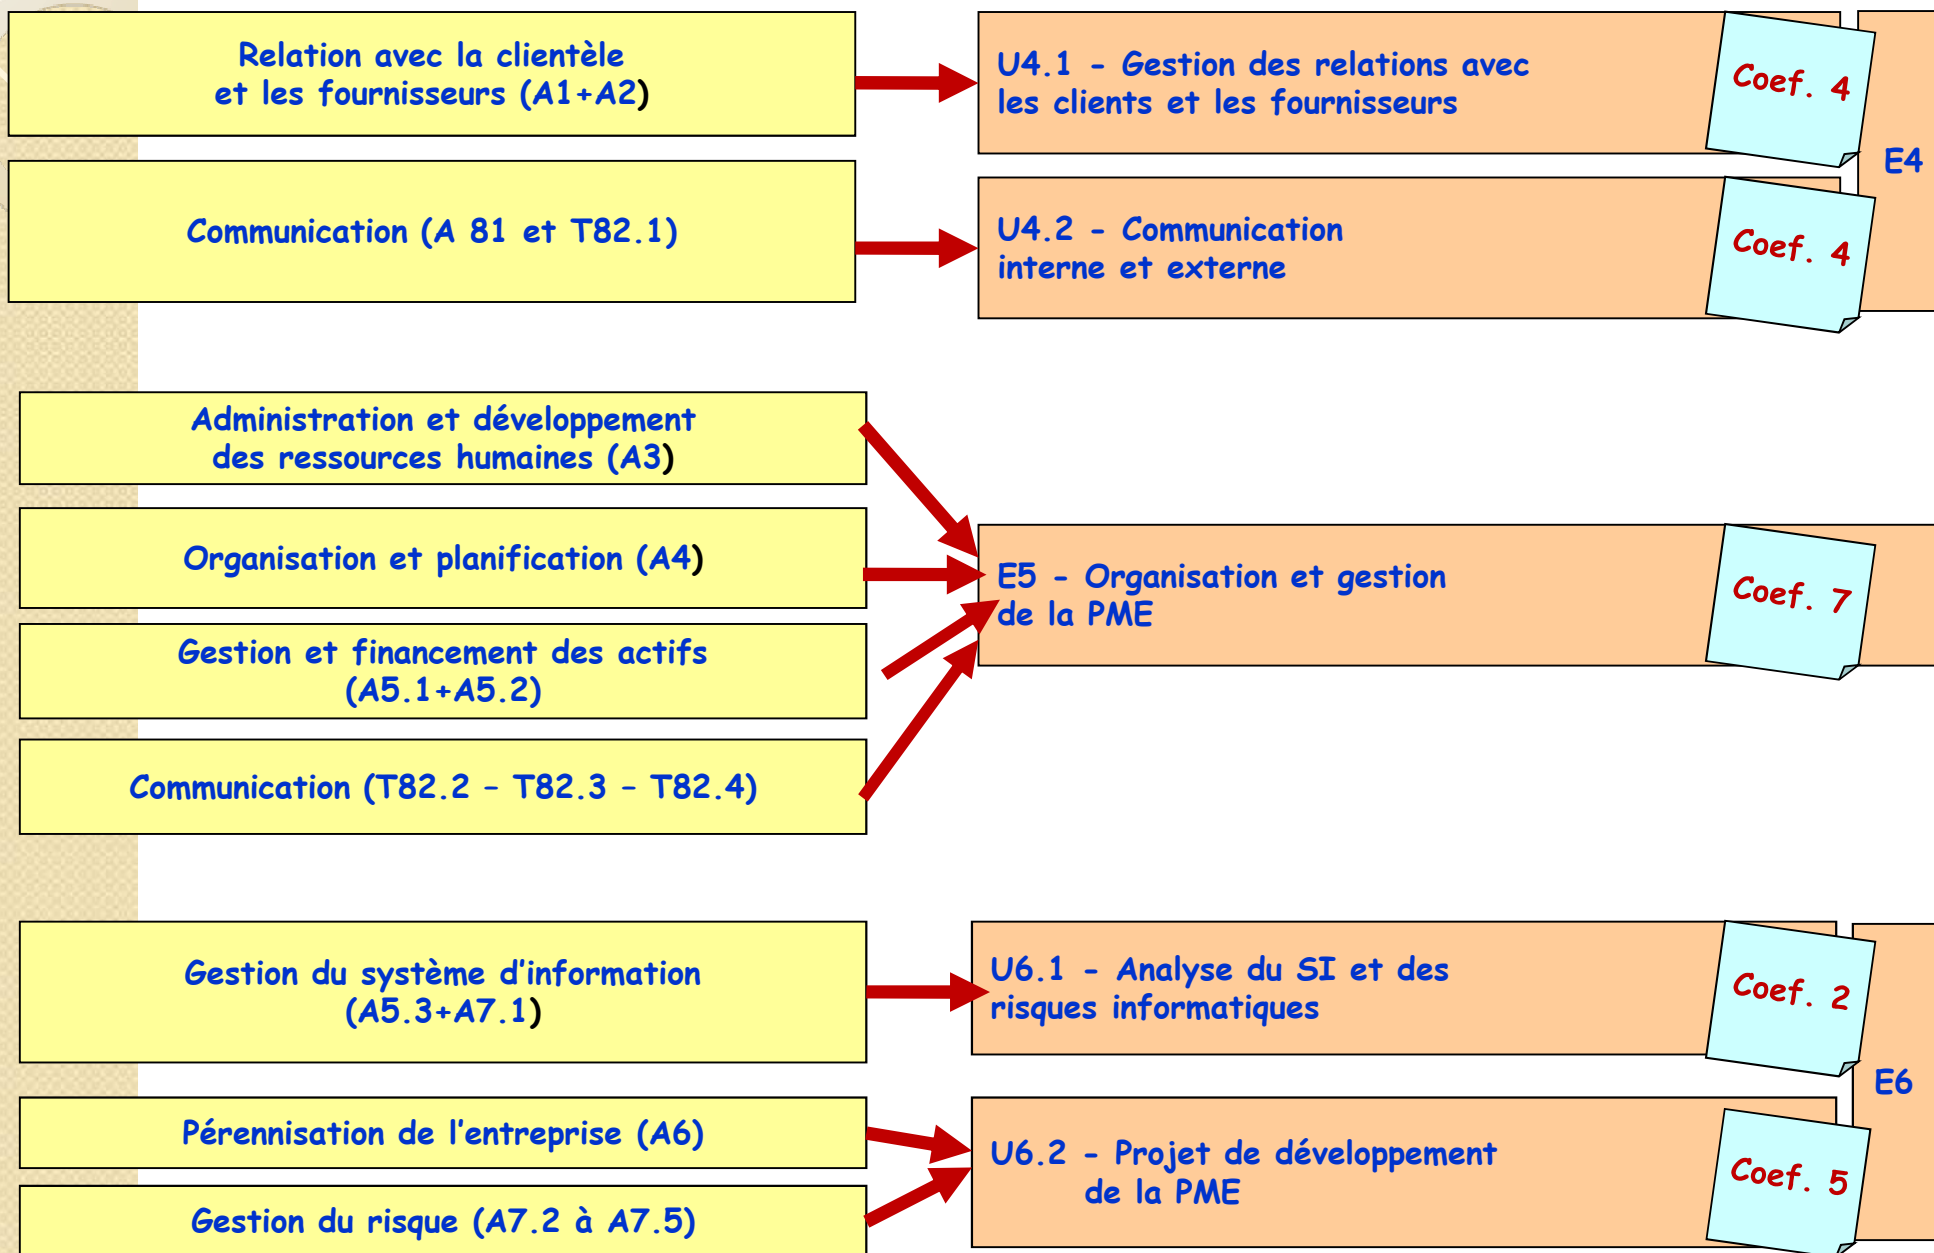 Relation avec la clientèle
et les fournisseurs (A1+A2)
U4.1 - Gestion des relations avec
les clients et les fournisseurs
Coef. 4
E4
Communication (A 81 et T82.1)
U4.2 - Communication
interne et externe
Coef. 4
Administration et développement
des ressources humaines (A3)
Organisation et planification (A4)
Gestion et financement des actifs
(A5.1+A5.2)
Communication (T82.2 – T82.3 – T82.4)
E5 - Organisation et gestion
de la PME
Coef. 7
Gestion du système d’information
(A5.3+A7.1)
U6.1 - Analyse du SI et des
risques informatiques
Coef. 2
E6
Pérennisation de l’entreprise (A6)
Gestion du risque (A7.2 à A7.5)
U6.2 - Projet de développement
de la PME
Coef. 5